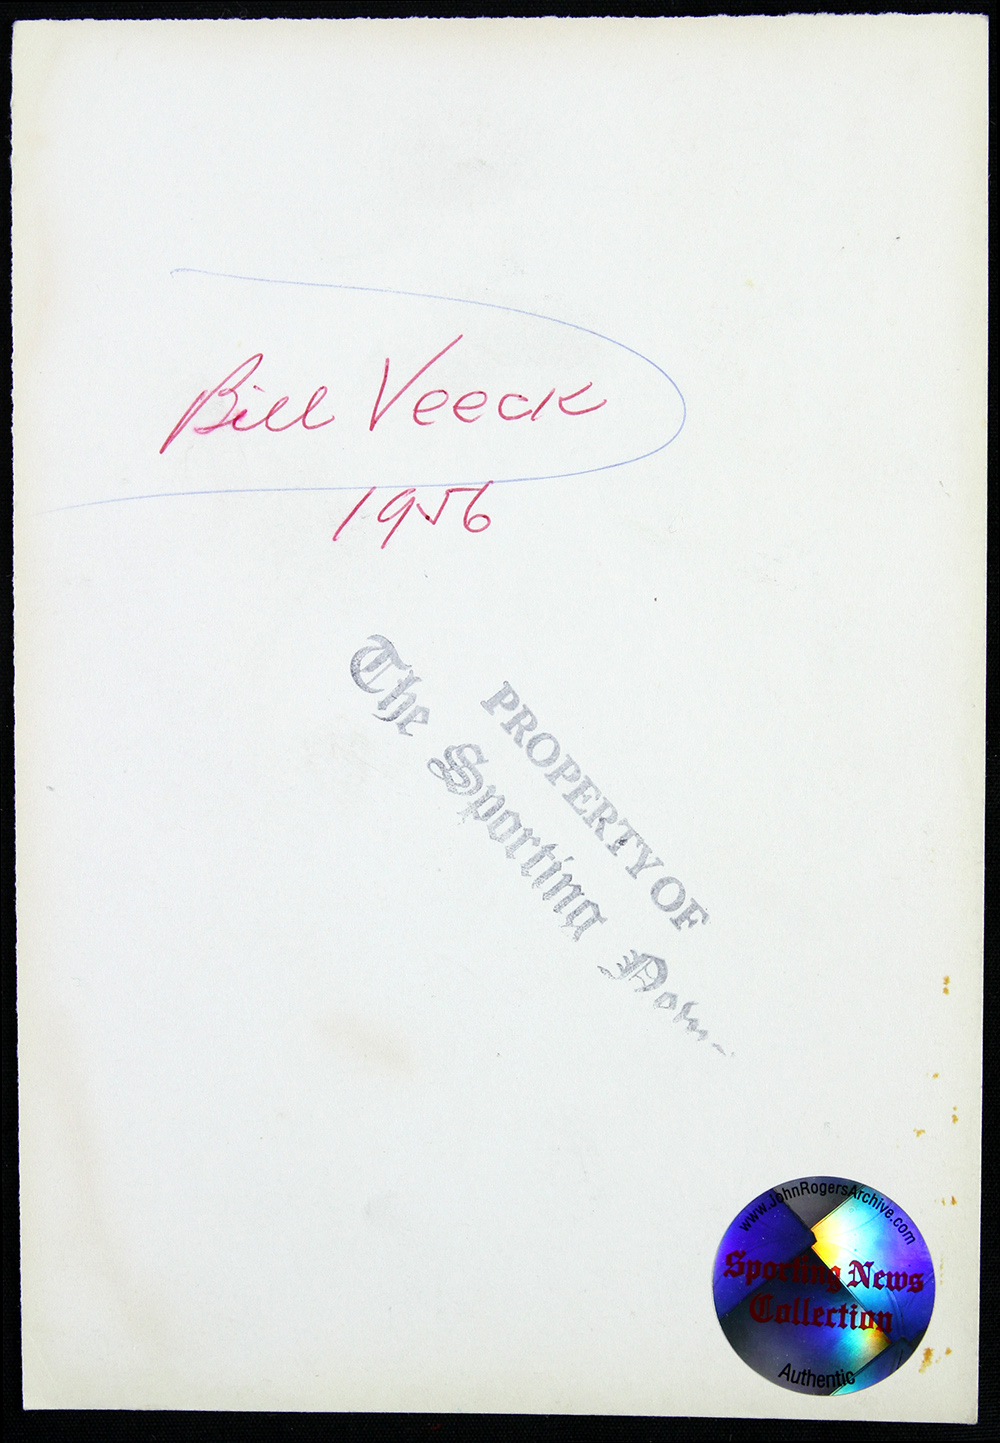 Bill Veeck
1956
PROPERTY OF
The Sporting
www.JohnRogersArchive.com
Sporting News
Collection
Authentic